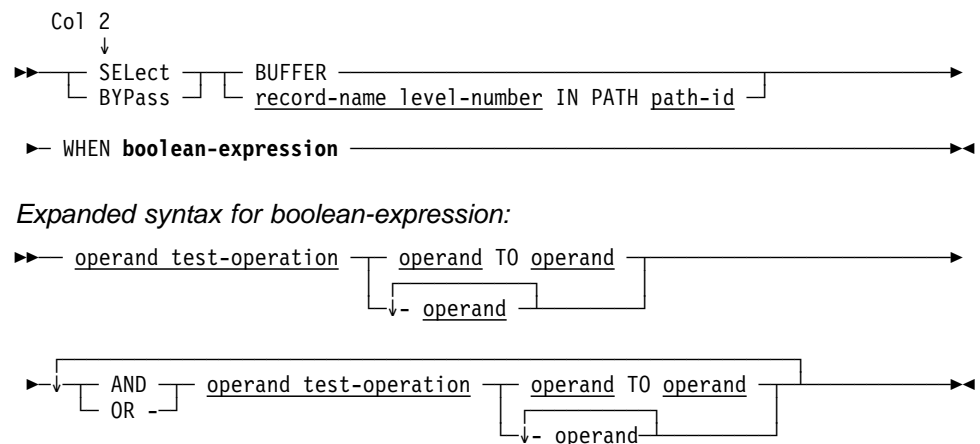 Col 2
SELect BUFFER
BYPass record-name level-number IN PATH path-id
WHEN boolean-expression
Expanded syntax for boolean-expression:
operand test-operation operand TO operand
operand
AND operand test-operation operand TO operand
OR operand